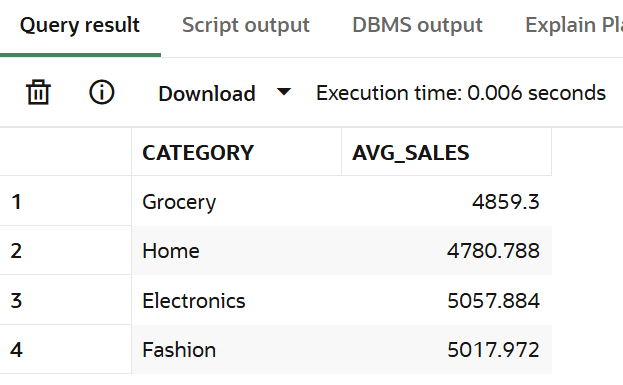 Query result Script output DBMS output Explain Pla
Download Execution time: 0.006 seconds
CATEGORY AVG_SALES
1 Grocery 4859.3
2 Home 4780.788
3 Electronics 5057.884
4 Fashion 5017.972